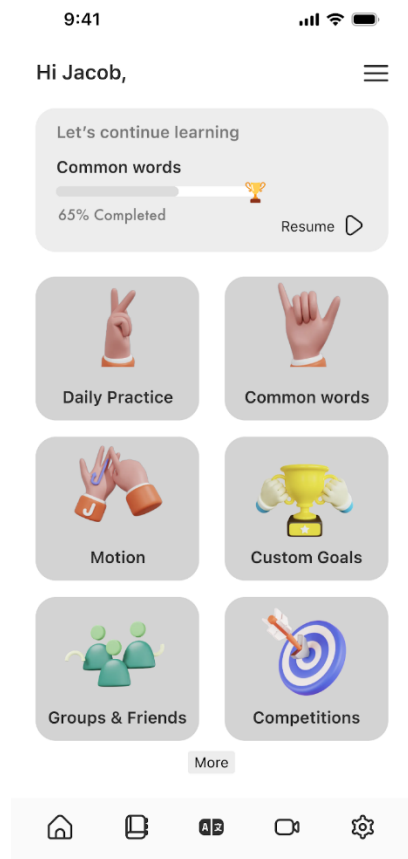 9:41
Hi Jacob,
Let's continue learning
Common words
65% Completed
Resume
Daily Practice
Common words
J
Motion
Custom Goals
Groups & Friends
Competitions
More
A 文